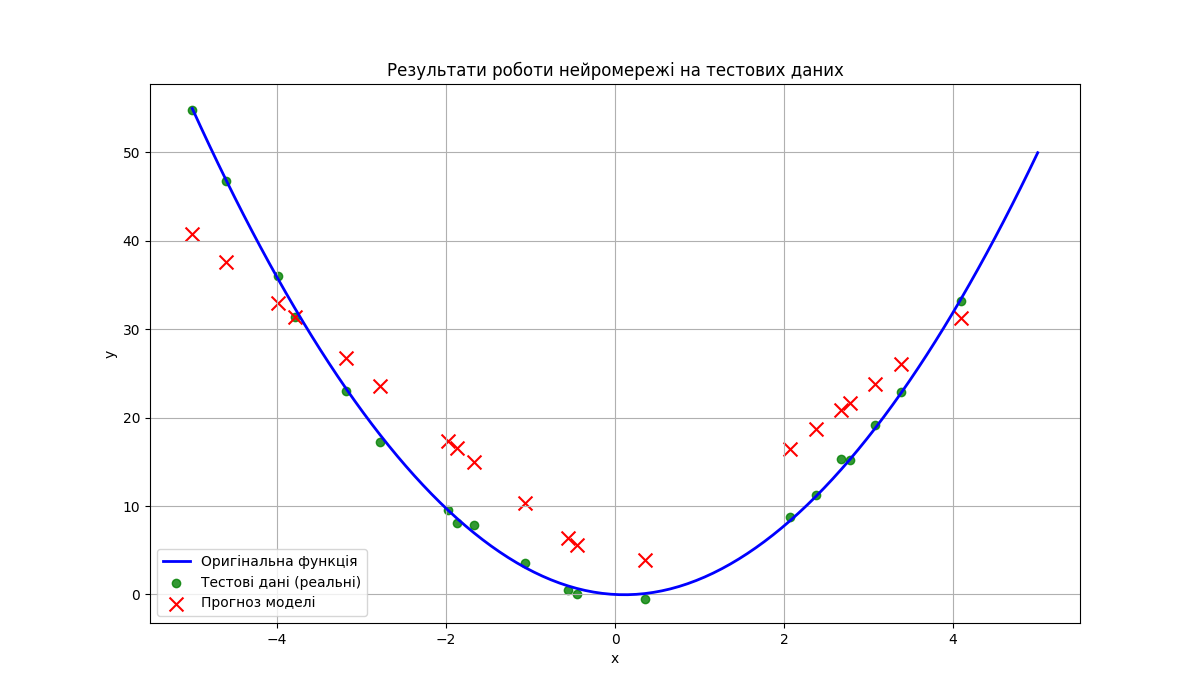 Результати роботи нейромережі на тестових даних
50
40
30
20
10
0
y
−4
−2
0
2
4
x
Оригінальна функція
Тестові дані (реальні)
Прогноз моделі